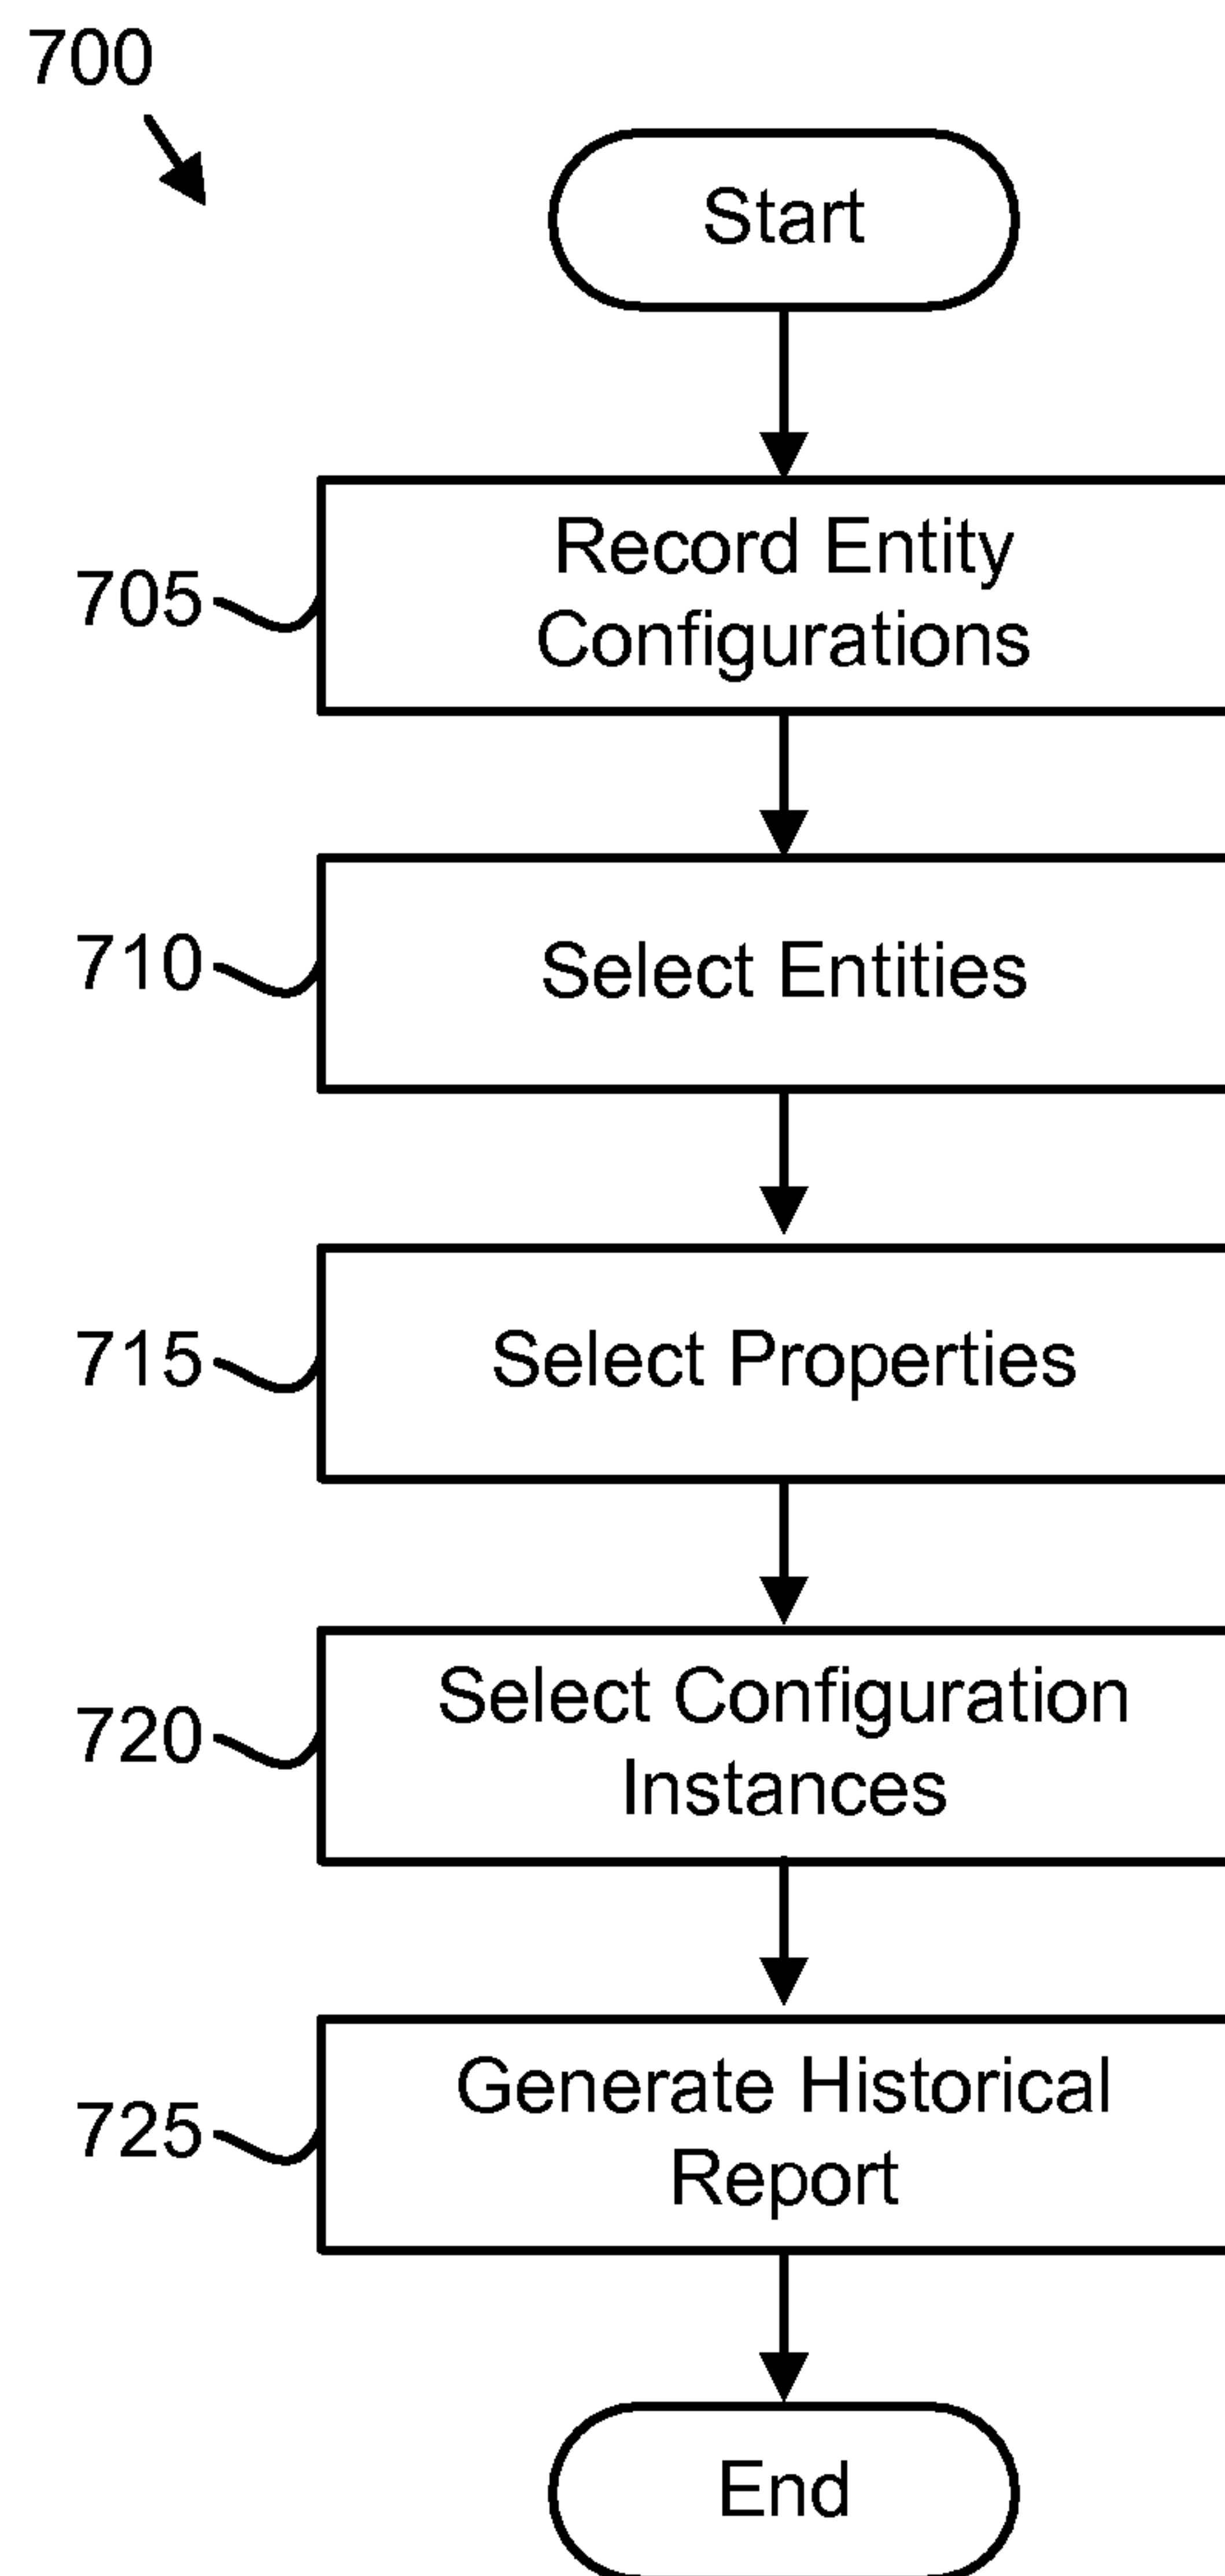 700
Start
705
Record Entity
Configurations
710
Select Entities
715
Select Properties
720
Select Configuration
Instances
725
Generate Historical
Report
End